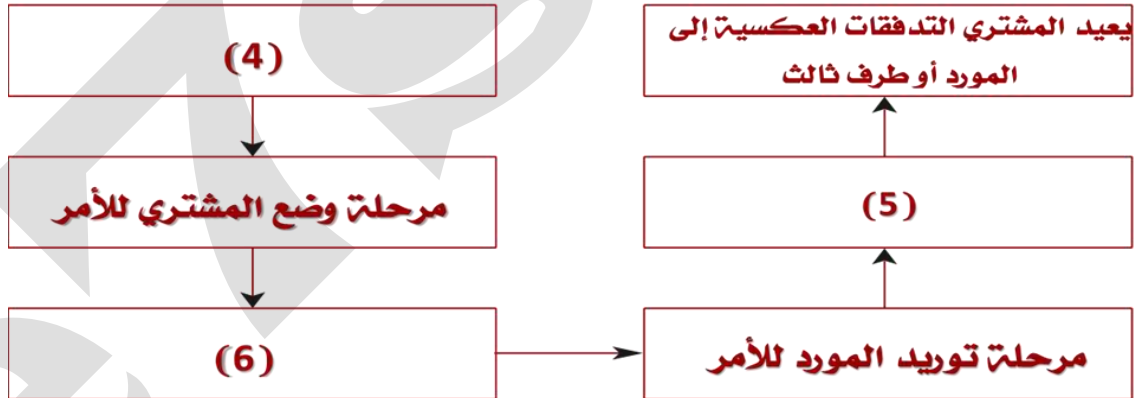 (4)
يعيد المشتري التدفقات العكسية إلى
المورد أو طرف ثالث
مرحلة وضع المشتري للأمر
(5)
(6)
مرحلة توريد المورد للأمر